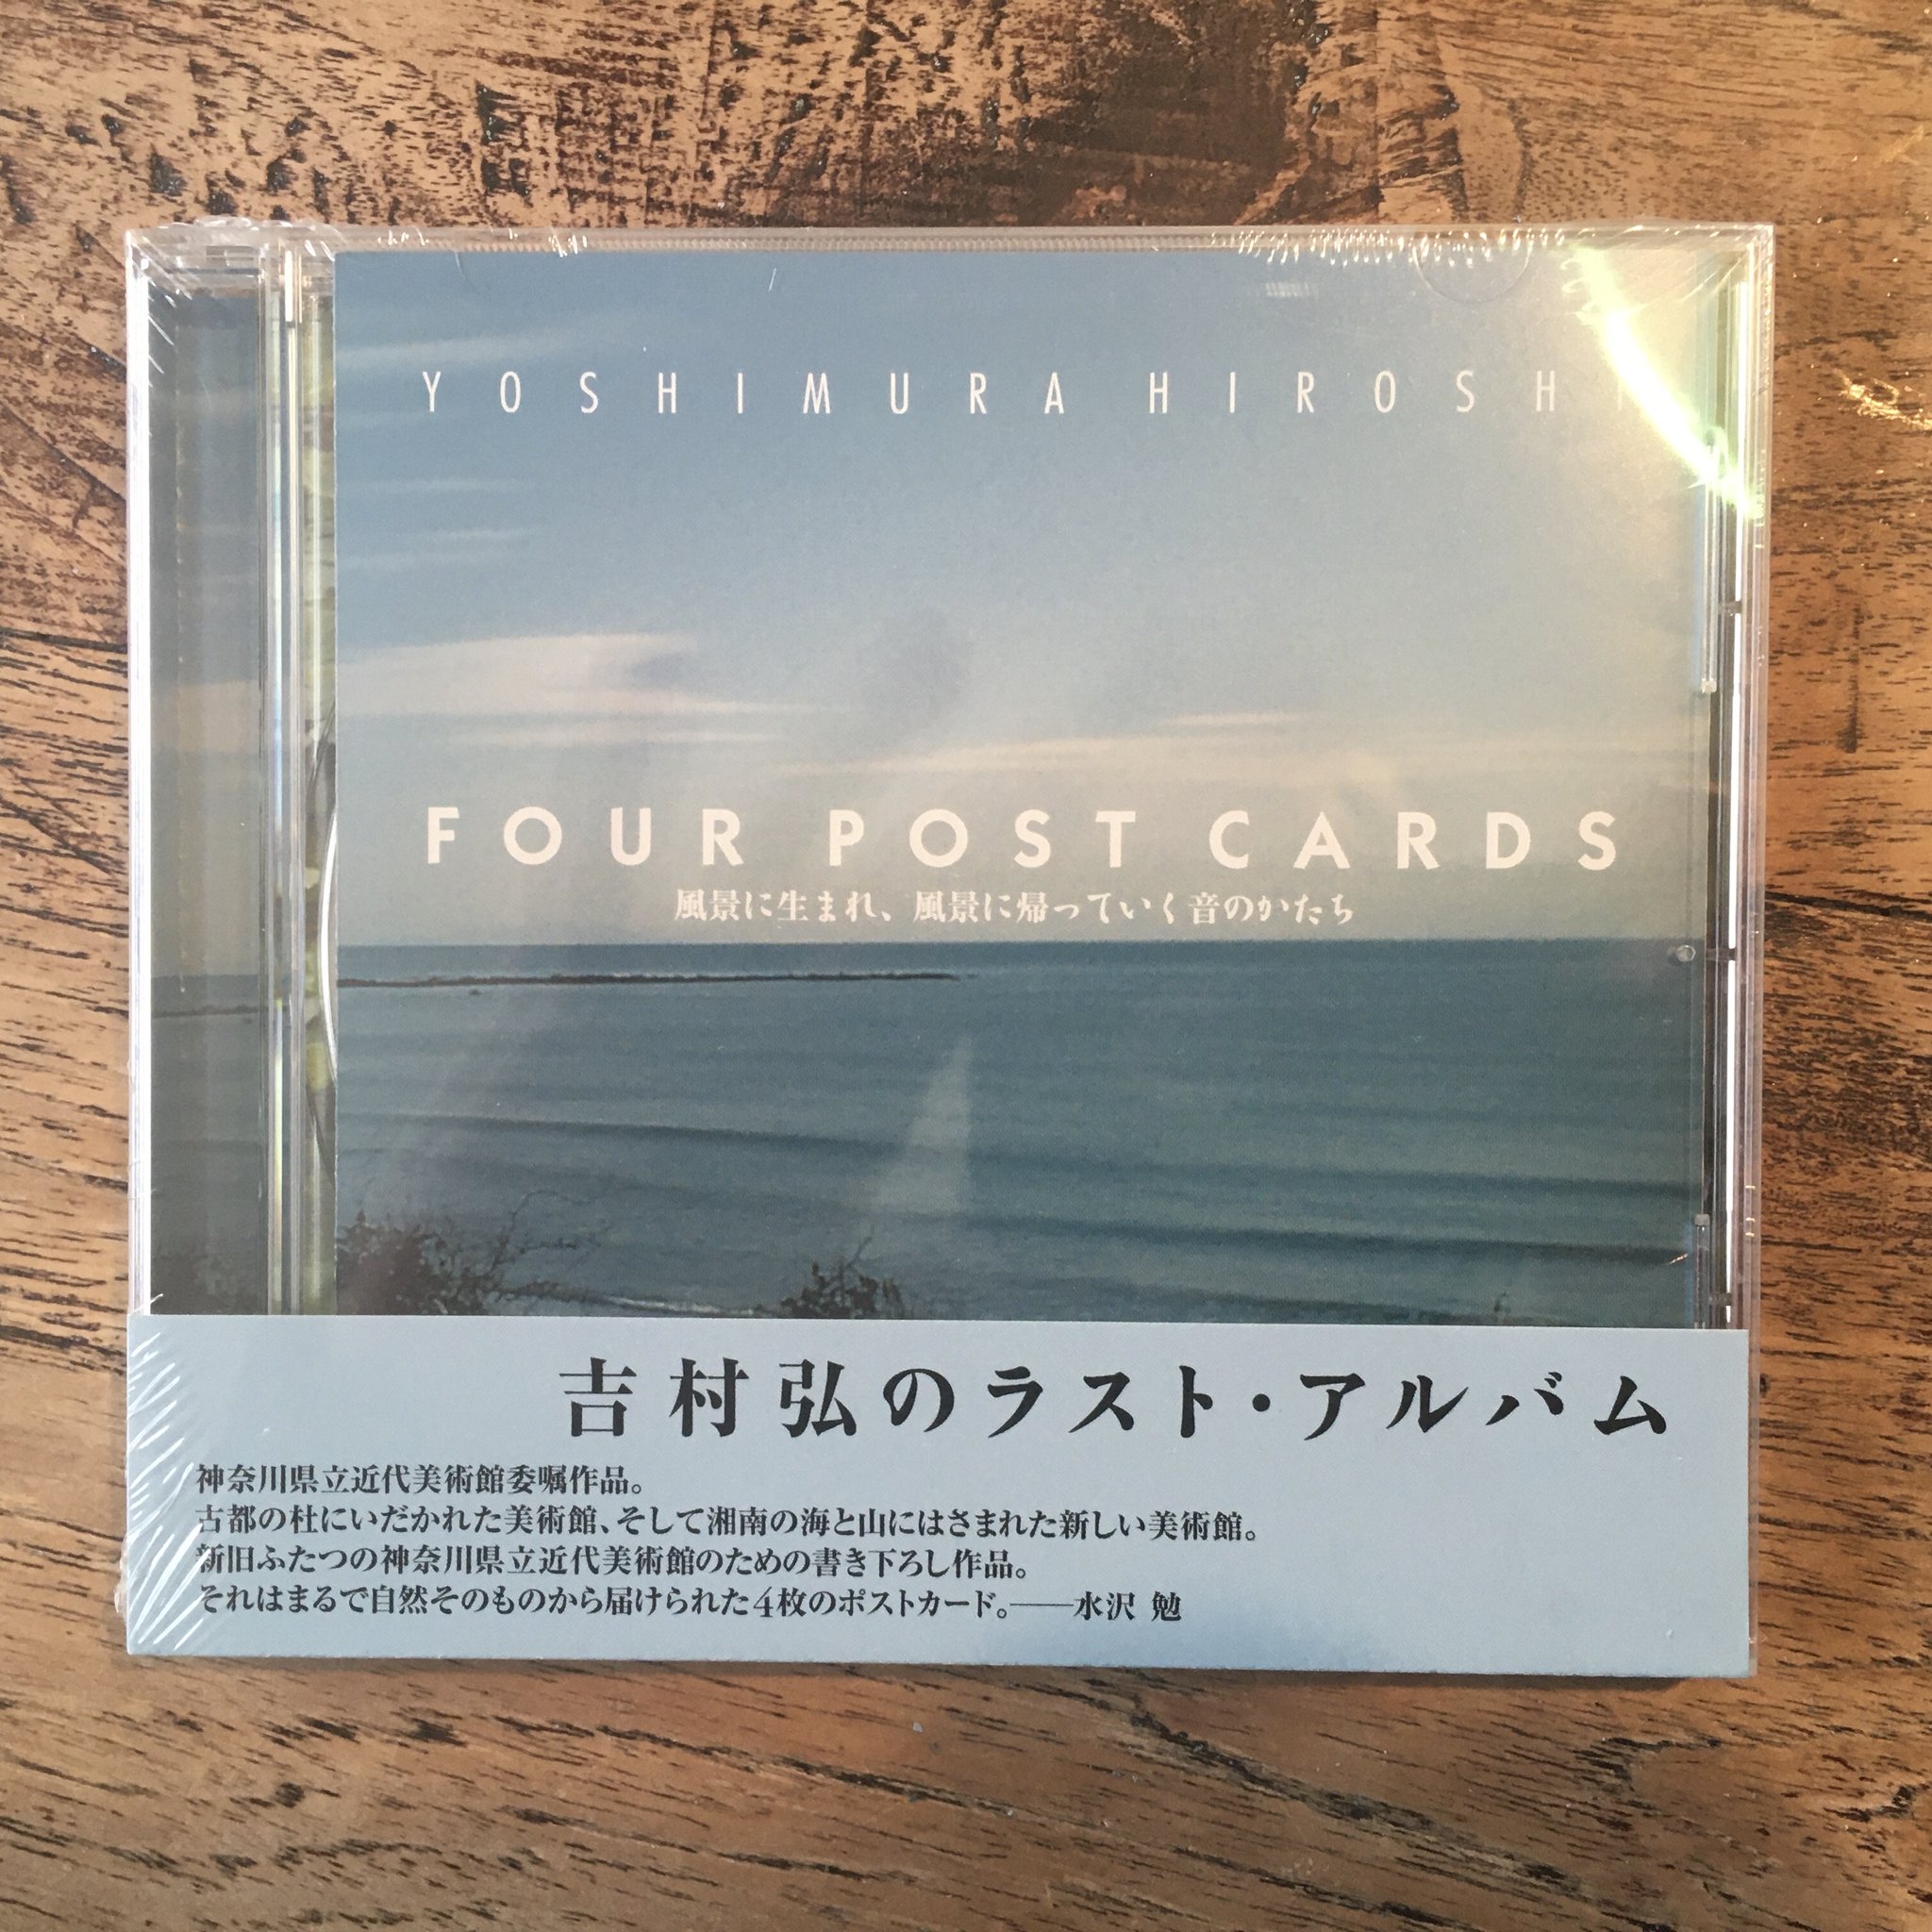 YOSHIMURA HIROSHI
FOUR POST CARDS
風景に生まれ、風景に帰っていく音のかたち
吉村弘のラスト・アルバム
神奈川県立近代美術館委嘱作品。
古都の杜にいだかれた美術館、そして湘南の海と山にはさまれた新しい美術館。
新旧ふたつの神奈川県立近代美術館のための書き下ろし作品。
それはまるで自然そのものから届けられた4枚のポストカード。——水沢 勉